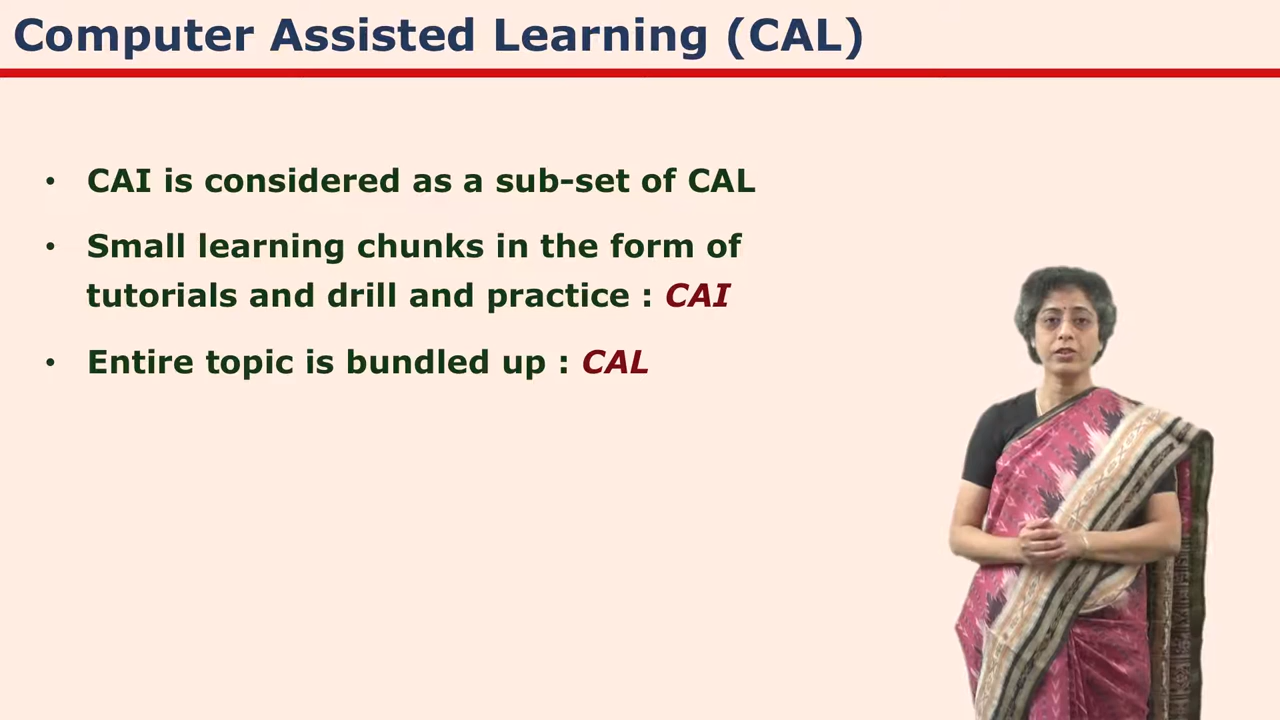 Computer Assisted Learning (CAL)
• CAI is considered as a sub-set of CAL
• Small learning chunks in the form of
tutorials and drill and practice : CAI
• Entire topic is bundled up : CAL